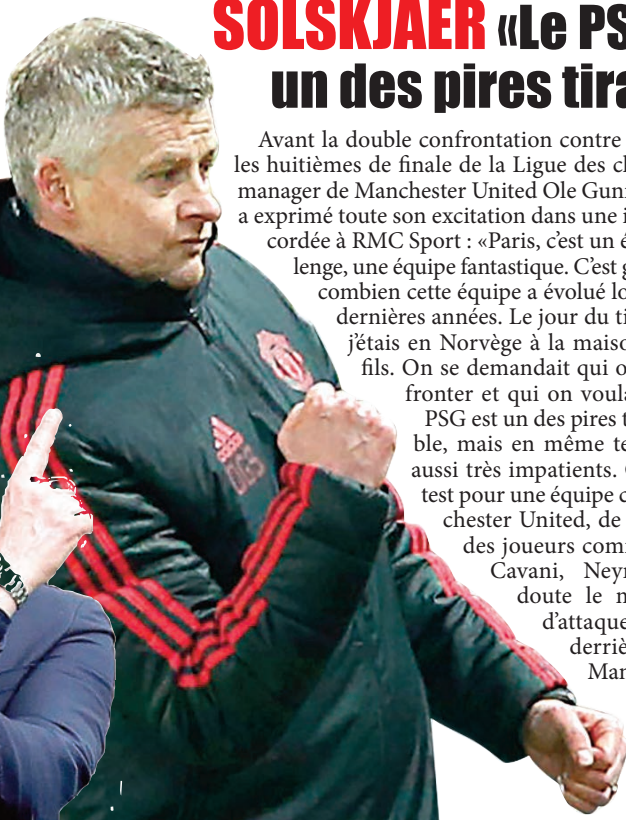 SOLSKJAER «Le PS
un des pires tira
Avant la double confrontation contre
les huitièmes de finale de la Ligue des c
manager de Manchester United Ole Gun
a exprimé toute son excitation dans une i
cordée à RMC Sport : «Paris, c'est un é
lenge, une équipe fantastique. C'est g
combien cette équipe a évolué lo
dernières années. Le jour du ti
j'étais en Norvège à la maiso
fils. On se demandait qui o
fronter et qui on voula
PSG est un des pires t
ble, mais en même te
aussi très impatients.
test pour une équipe c
chester United, de
des joueurs com
Cavani, Ney
doute le m
d'attaque
derriè
Man
adidas
OGS